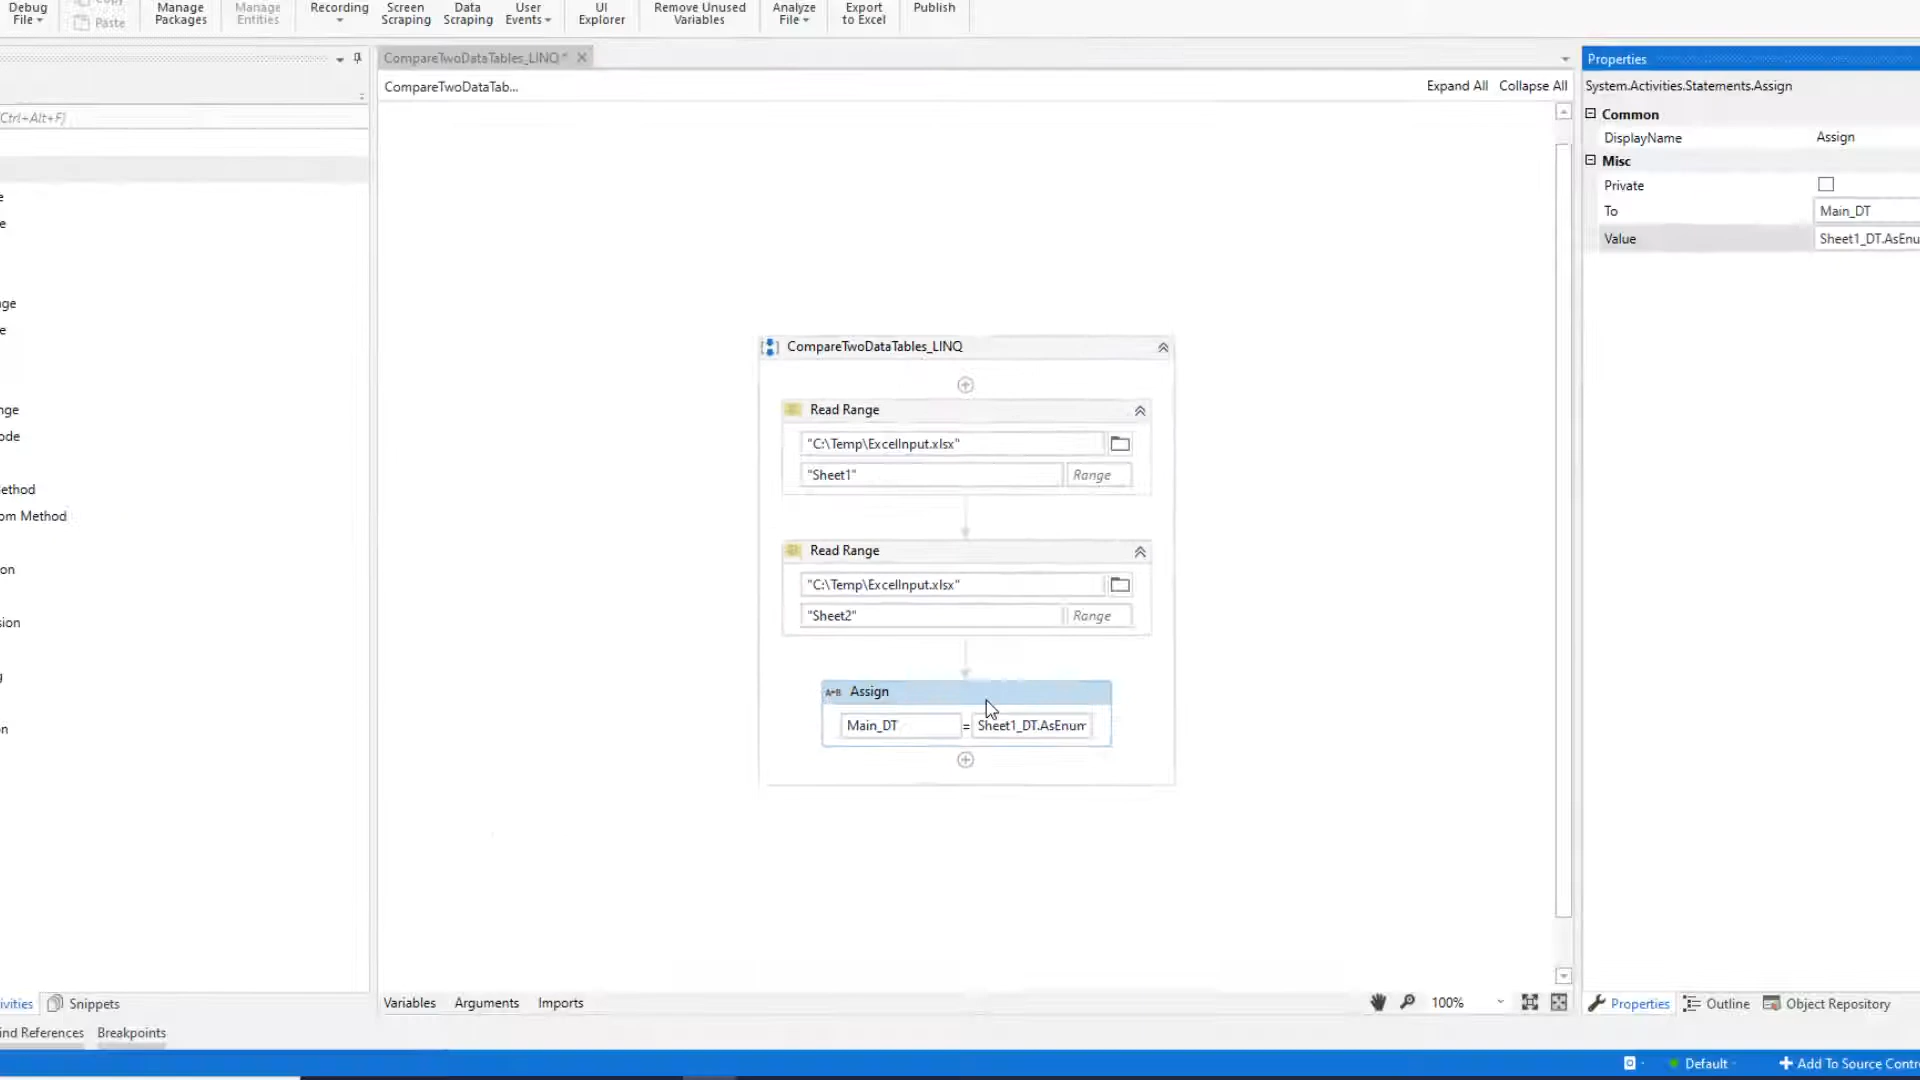 Debug
File
Copy
Paste
Manage
Packages
Manage
Entities
Recording
Screen
Scraping
Data
Scraping
User
Events
UI
Explorer
Remove Unused
Variables
Analyze
File
Export
to Excel
Publish
CompareTwoDataTables_LINQ*
CompareTwoDataTab...
Expand All Collapse All
Ctrl+Alt+F)
e
e
ge
e
nge
ode
ethod
om Method
on
sion
g
n
CompareTwoDataTables_LINQ
Read Range
"C:\Temp\ExcelInput.xlsx"
"Sheet1" Range
Read Range
"C:\Temp\ExcelInput.xlsx"
"Sheet2" Range
A+B Assign
Main_DT = Sheet1_DT.AsEnum
Properties
System.Activities.Statements.Assign
Common
DisplayName Assign
Misc
Private
To Main_DT
Value Sheet1_DT.AsEnu
ivities Snippets
Variables Arguments Imports
100%
Properties Outline Object Repository
ind References Breakpoints
Default + Add To Source Contro